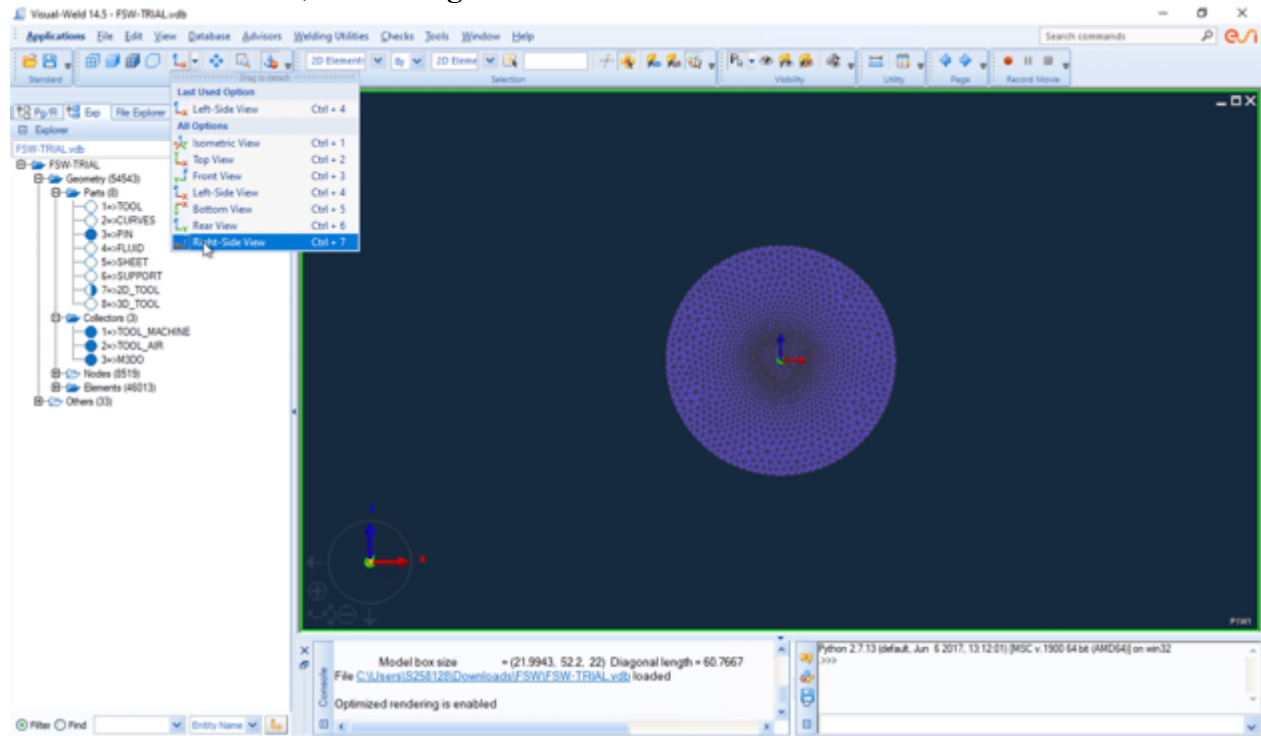 Visual-Weld 14.5 - FSW-TRIAL.vdb
Applications File Edit View Database Advisors Welding Utilities Checks Tools Window Help
Search commands
esi
2D Elements By 2D Eleme
Standard
Drag to detach
Selection
Visibility
Utility
Page
Record Movie
Last Used Option
Left-Side View Ctrl + 4
All Options
Isometric View Ctrl + 1
Top View Ctrl + 2
Front View Ctrl + 3
Left-Side View Ctrl + 4
Bottom View Ctrl + 5
Rear View Ctrl + 6
Right-Side View Ctrl + 7
Exp File Explorer
Explorer
FSW-TRIAL.vdb
FSW-TRIAL
Geometry (54543)
Parts (8)
1=>TOOL
2=>CURVES
3=>PIN
4=>FLUID
5=>SHEET
6=>SUPPORT
7=>2D_TOOL
8=>3D_TOOL
Collectors (3)
1=>TOOL_MACHINE
2=>TOOL_AIR
3=>M3DO
Nodes (8519)
Elements (46013)
Others (33)
X
P1W1
Console
Model box size = (21.9943, 52.2, 22) Diagonal length = 60.7667
File C:\Users\S258128\Downloads\FSW\FSW-TRIAL.vdb loaded
Optimized rendering is enabled
Python 2.7.13 (default, Jun 6 2017, 13:12:01) [MSC v.1900 64 bit (AMD64)] on win32
>>>
Filter Find Entity Name